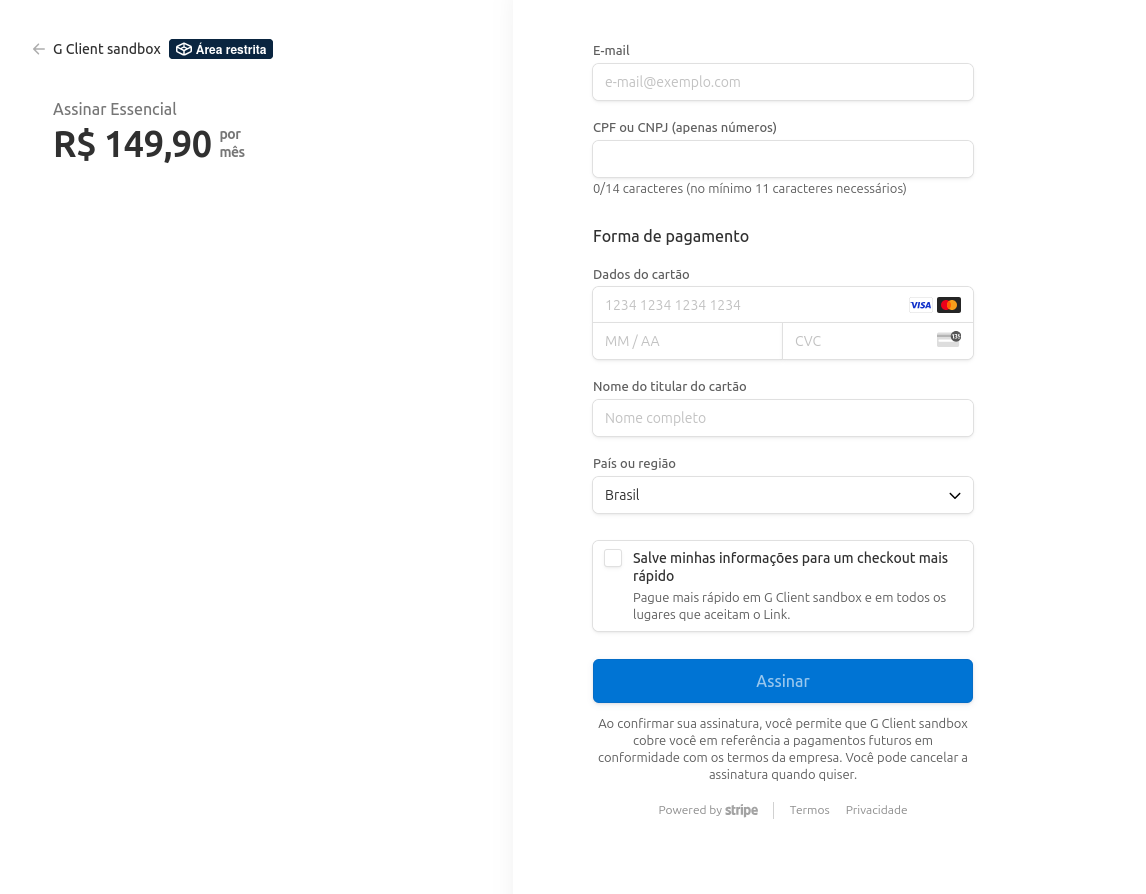 G Client sandbox Área restrita
Assinar Essencial
R$ 149,90 por
mês
E-mail
e-mail@exemplo.com
CPF ou CNPJ (apenas números)
0/14 caracteres (no mínimo 11 caracteres necessários)
Forma de pagamento
Dados do cartão
1234 1234 1234 1234 VISA
MM / AA CVC 135
Nome do titular do cartão
Nome completo
País ou região
Brasil
Salve minhas informações para um checkout mais
rápido
Pague mais rápido em G Client sandbox e em todos os
lugares que aceitam o Link.
Assinar
Ao confirmar sua assinatura, você permite que G Client sandbox
cobre você em referência a pagamentos futuros em
conformidade com os termos da empresa. Você pode cancelar a
assinatura quando quiser.
Powered by stripe Termos Privacidade